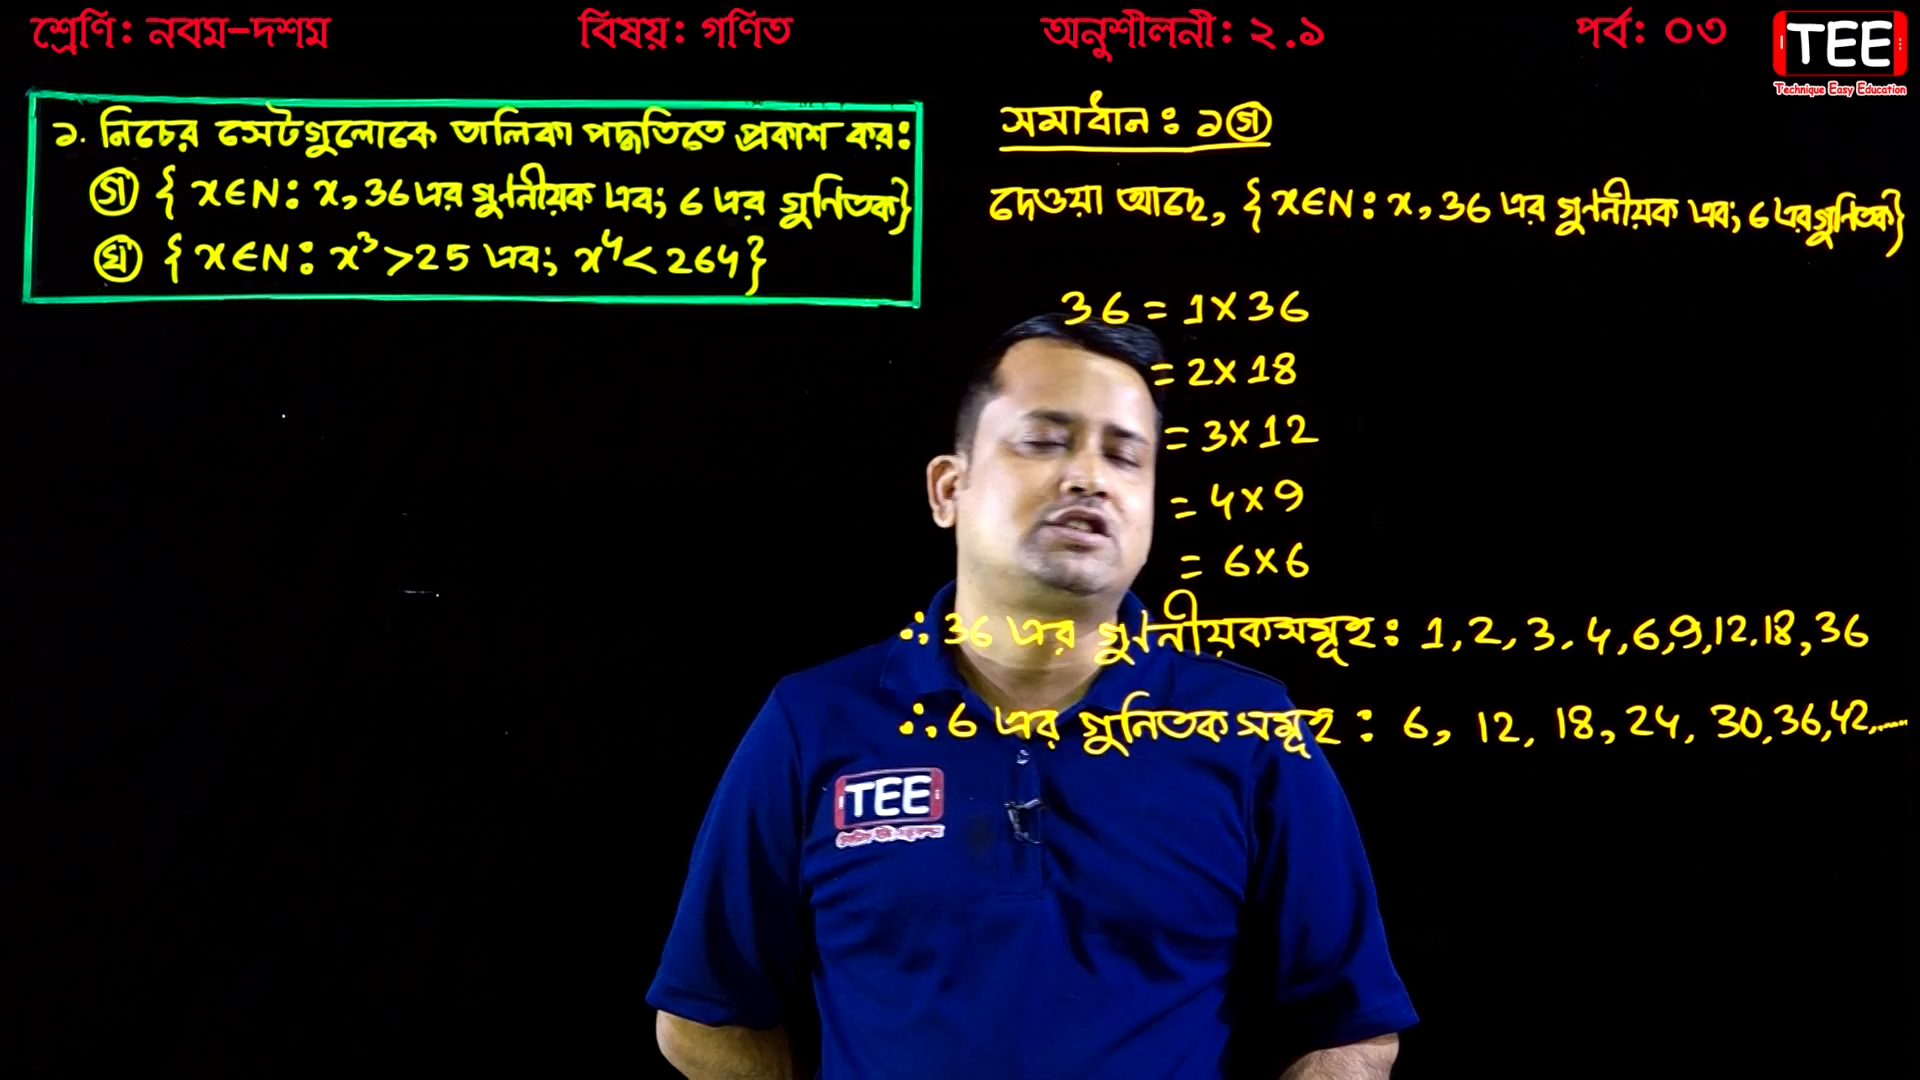 শ্রেণি: নবম-দশম বিষয়: গণিত অনুশীলনী: ২.১ পর্ব: ০৩
TEE
Technique Easy Education
১. নিচের সেটগুলোকে তালিকা পদ্ধতিতে প্রকাশ কর:
(গ) { x∈N : x, 36 এর গুণনীয়ক এবং 6 এর গুনিতক}
(ঘ) { x∈N : x³>25 এবং x⁴<264}
সমাধান : ১(গ)
দেওয়া আছে, {x∈N : x, 36 এর গুণনীয়ক এবং 6 এর গুনিতক}
36 = 1×36
= 2×18
= 3×12
= 4×9
= 6×6
∴ 36 এর গুণনীয়কসমূহ : 1, 2, 3. 4, 6, 9, 12. 18, 36
∴ 6 এর গুনিতকসমূহ : 6, 12, 18, 24, 30, 36, 42, .....
TEE